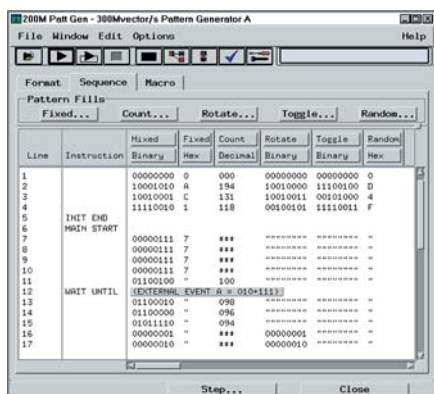 200M Patt Gen - 300Mvector/s Pattern Generator A
File Window Edit Options Help
Format Sequence Macro
Pattern Fills
Fixed... Count... Rotate... Toggle... Random...
Mixed Fixed Count Rotate Toggle Random
Line Instruction Binary Hex Decimal Binary Binary Hex
1 00000000 0 000 00000000 00000000 0
2 10001010 A 194 10010000 11100100 D
3 10010001 C 131 10010011 00101000 4
4 11110010 1 118 00100101 11110011 F
5 INIT END
6 MAIN START
7 00000111 7 *** """""""" """""""" "
8 00000111 7 *** """""""" """""""" "
9 00000111 7 *** """""""" """""""" "
10 00000111 7 *** """""""" """""""" "
11 01100100 " 100 """""""" """""""" "
12 WAIT UNTIL (EXTERNAL EVENT A = 010+111)
13 01100010 " 098 """""""" """""""" "
14 01100000 " 096 """""""" """""""" "
15 01011110 " 094 """""""" """""""" "
16 00000001 " *** 00000001 """""""" "
17 00000010 " *** 00000010 """""""" "
Step... Close